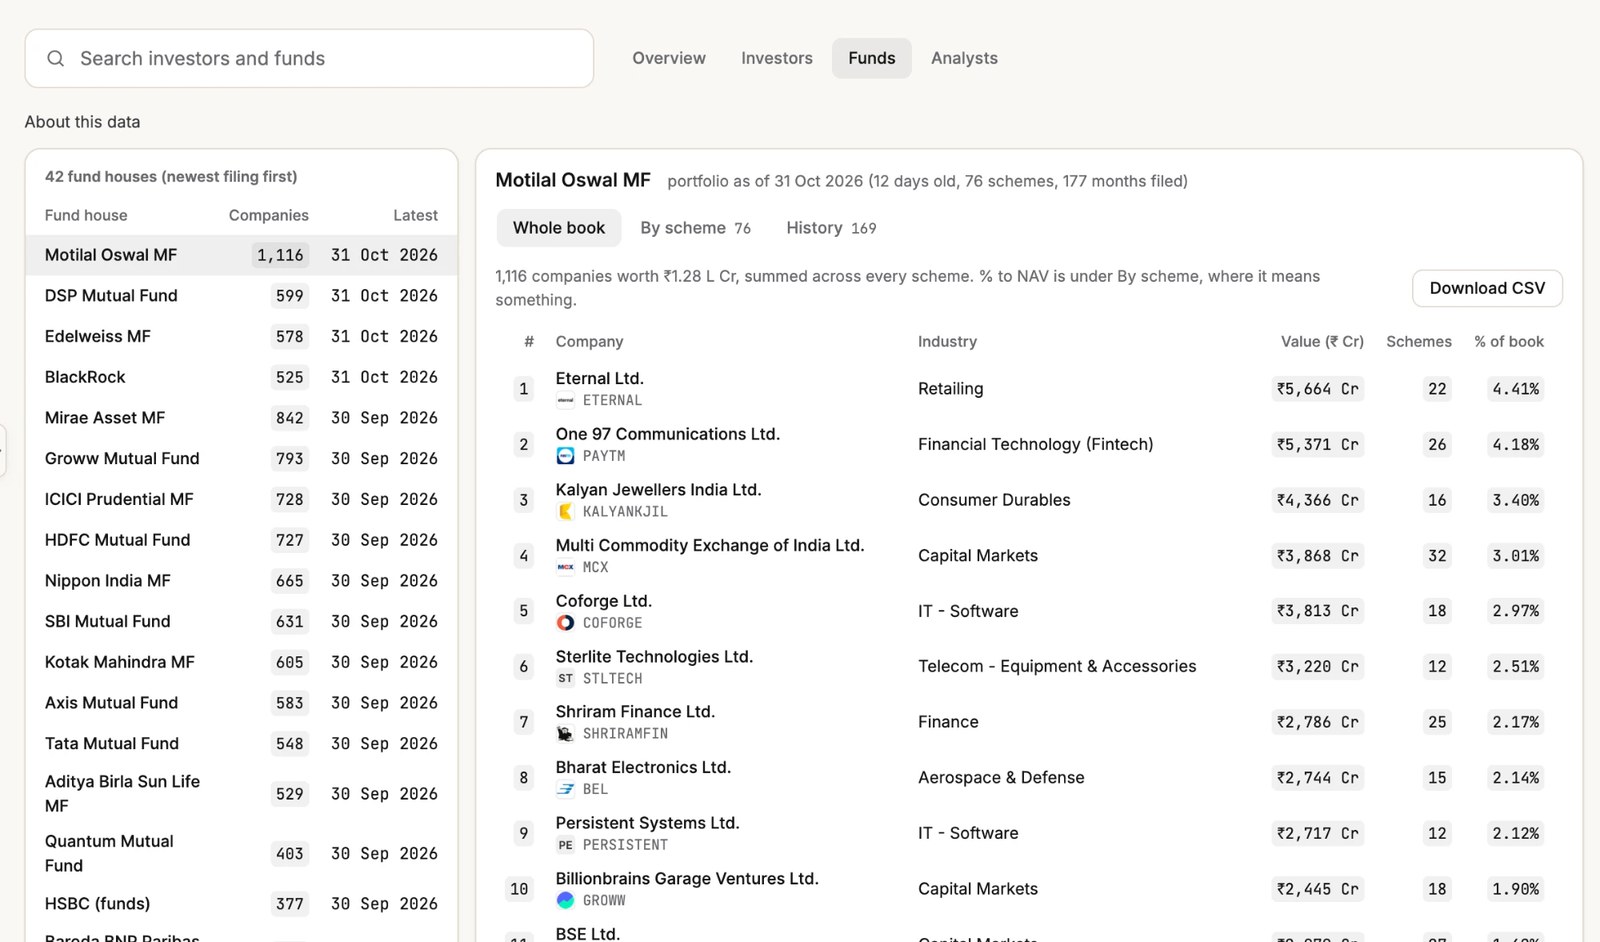 Search investors and funds
Overview
Investors
Funds
Analysts
About this data
42 fund houses (newest filing first)
Fund house Companies Latest
Motilal Oswal MF 1,116 31 Oct 2026
DSP Mutual Fund 599 31 Oct 2026
Edelweiss MF 578 31 Oct 2026
BlackRock 525 31 Oct 2026
Mirae Asset MF 842 30 Sep 2026
Groww Mutual Fund 793 30 Sep 2026
ICICI Prudential MF 728 30 Sep 2026
HDFC Mutual Fund 727 30 Sep 2026
Nippon India MF 665 30 Sep 2026
SBI Mutual Fund 631 30 Sep 2026
Kotak Mahindra MF 605 30 Sep 2026
Axis Mutual Fund 583 30 Sep 2026
Tata Mutual Fund 548 30 Sep 2026
Aditya Birla Sun Life
MF 529 30 Sep 2026
Quantum Mutual
Fund 403 30 Sep 2026
HSBC (funds) 377 30 Sep 2026
Baroda BNP Paribas
Motilal Oswal MF portfolio as of 31 Oct 2026 (12 days old, 76 schemes, 177 months filed)
Whole book By scheme 76 History 169
1,116 companies worth ₹1.28 L Cr, summed across every scheme. % to NAV is under By scheme, where it means
something.
Download CSV
# Company Industry Value (₹ Cr) Schemes % of book
1 Eternal Ltd. Retailing ₹5,664 Cr 22 4.41%
eternal ETERNAL
2 One 97 Communications Ltd. Financial Technology (Fintech) ₹5,371 Cr 26 4.18%
PAYTM
3 Kalyan Jewellers India Ltd. Consumer Durables ₹4,366 Cr 16 3.40%
KALYANKJIL
4 Multi Commodity Exchange of India Ltd. Capital Markets ₹3,868 Cr 32 3.01%
MCX MCX
5 Coforge Ltd. IT - Software ₹3,813 Cr 18 2.97%
COFORGE
6 Sterlite Technologies Ltd. Telecom - Equipment & Accessories ₹3,220 Cr 12 2.51%
ST STLTECH
7 Shriram Finance Ltd. Finance ₹2,786 Cr 25 2.17%
SHRIRAMFIN
8 Bharat Electronics Ltd. Aerospace & Defense ₹2,744 Cr 15 2.14%
BEL
9 Persistent Systems Ltd. IT - Software ₹2,717 Cr 12 2.12%
PE PERSISTENT
10 Billionbrains Garage Ventures Ltd. Capital Markets ₹2,445 Cr 18 1.90%
GROWW
BSE Ltd. Capital Markets